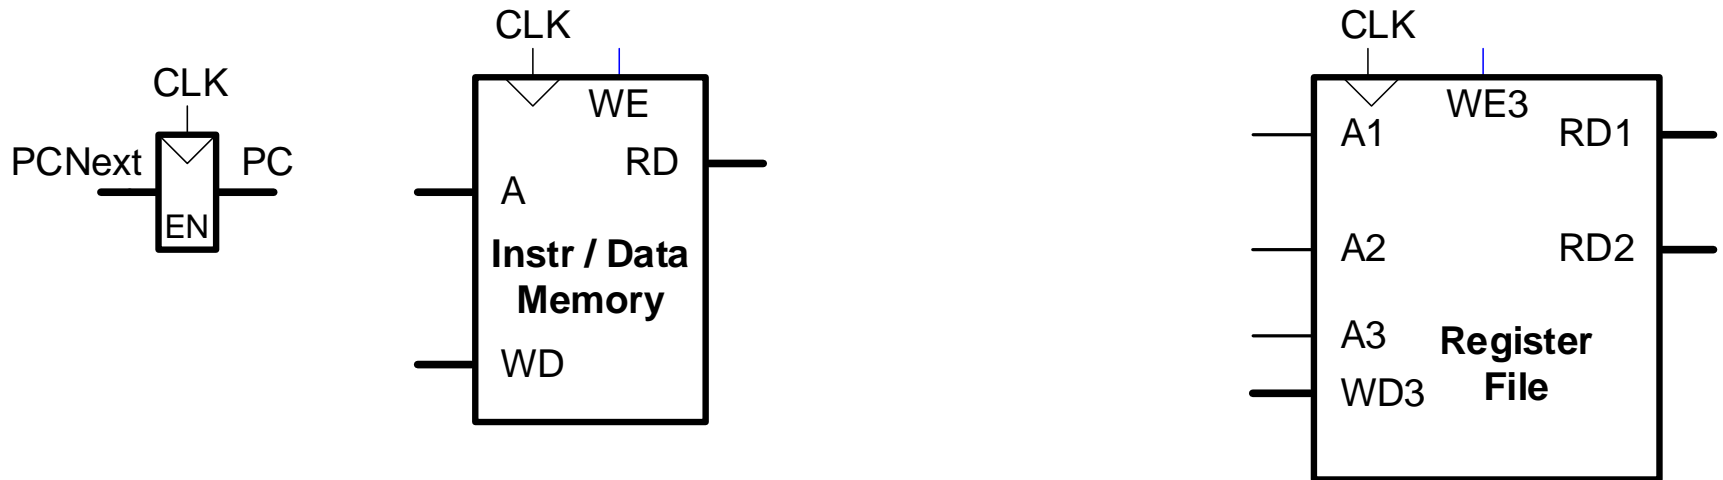 CLK
PCNext
PC
EN
CLK
WE
RD
A
Instr / Data
Memory
WD
CLK
WE3
A1
RD1
A2
RD2
A3
Register
File
WD3